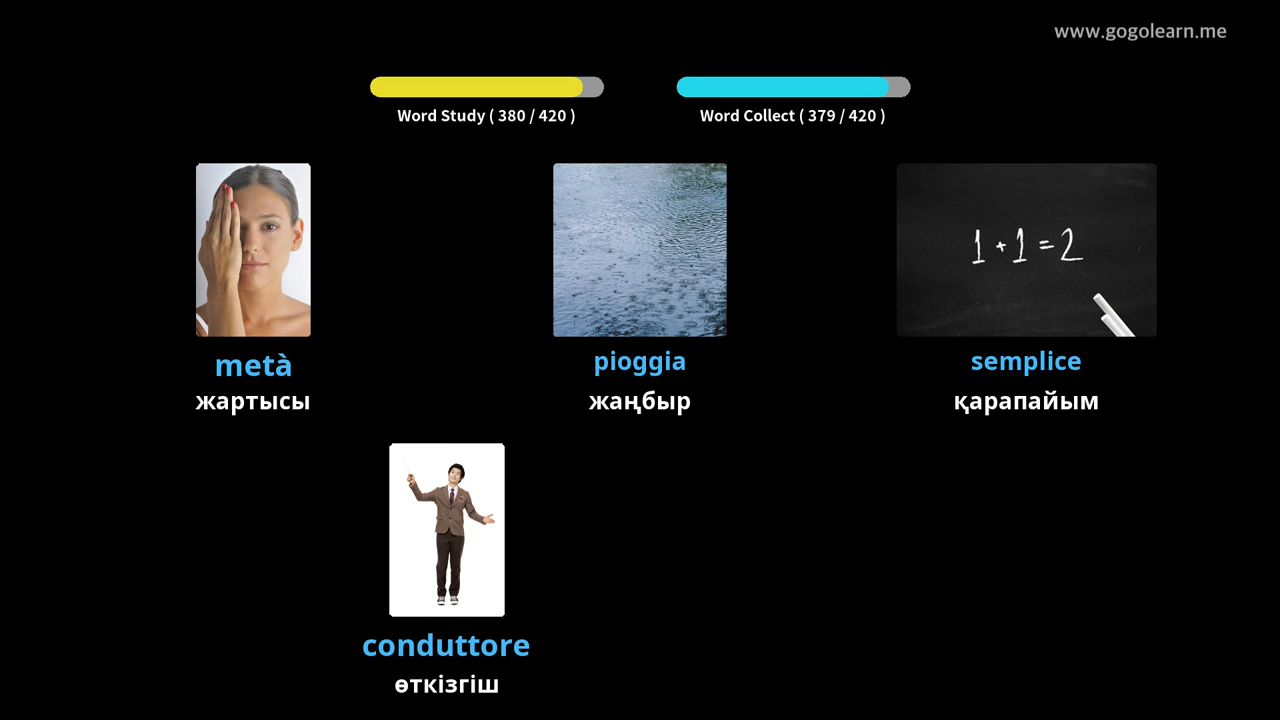 www.gogolearn.me
Word Study ( 380 / 420 )
Word Collect ( 379 / 420 )
1 + 1 = 2
metà
pioggia
semplice
жартысы
жаңбыр
қарапайым
conduttore
өткізгіш